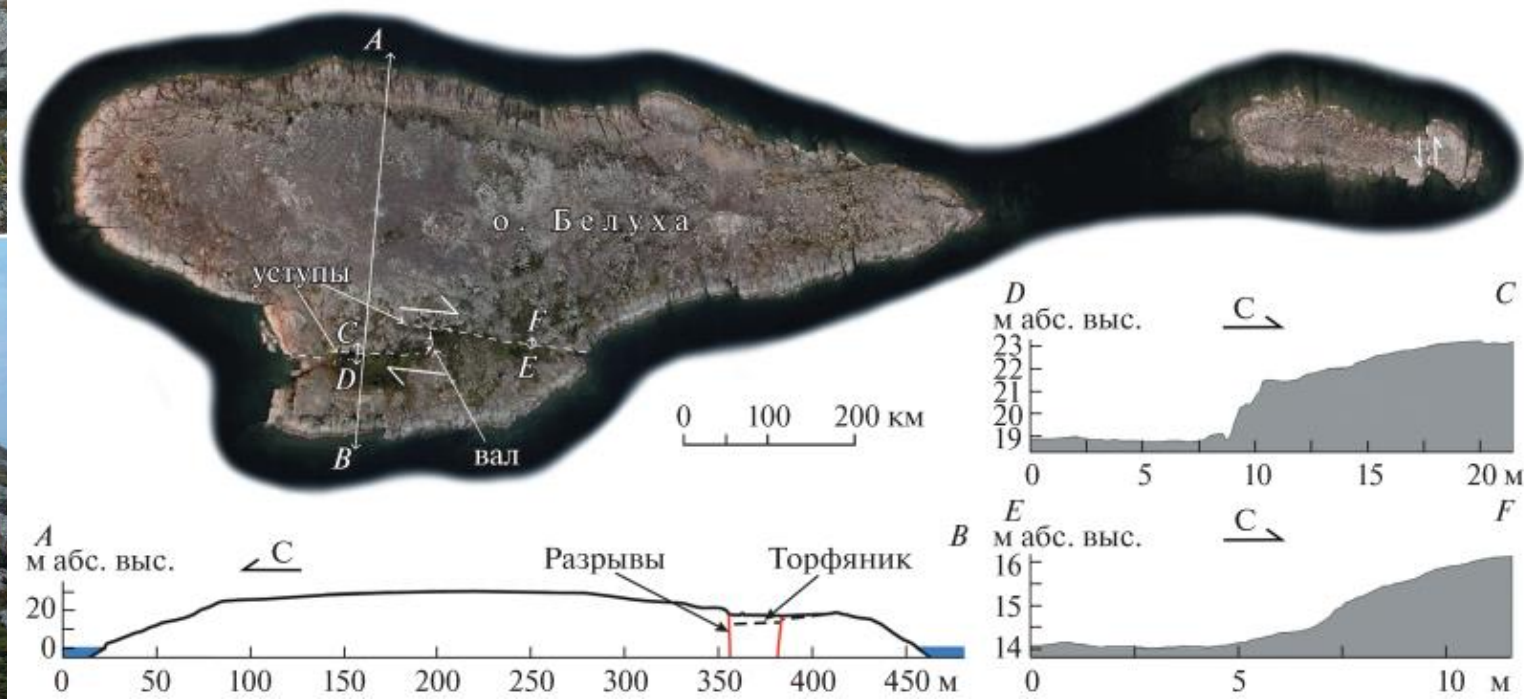 A
о. Белуха
уступы
C
F
D
E
B
вал
0 100 200 км
D C
м абс. выс. С
23
22
21
20
19
0 5 10 15 20 м
E F
м абс. выс. С
16
15
14
0 5 10 м
A B
м абс. выс. С Разрывы Торфяник
20
0
0 50 100 150 200 250 300 350 400 450 м